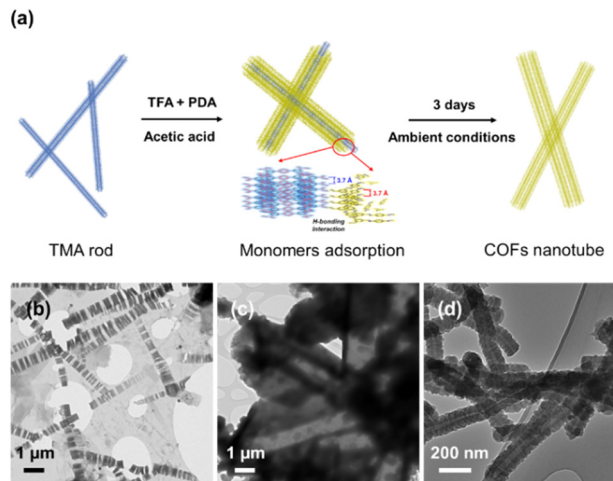 (a)
TFA + PDA
Acetic acid
3 days
Ambient conditions
3.7 Å
3.7 Å
H-bonding
interaction
TMA rod
Monomers adsorption
COFs nanotube
(b)
1 µm
(c)
1 µm
(d)
200 nm